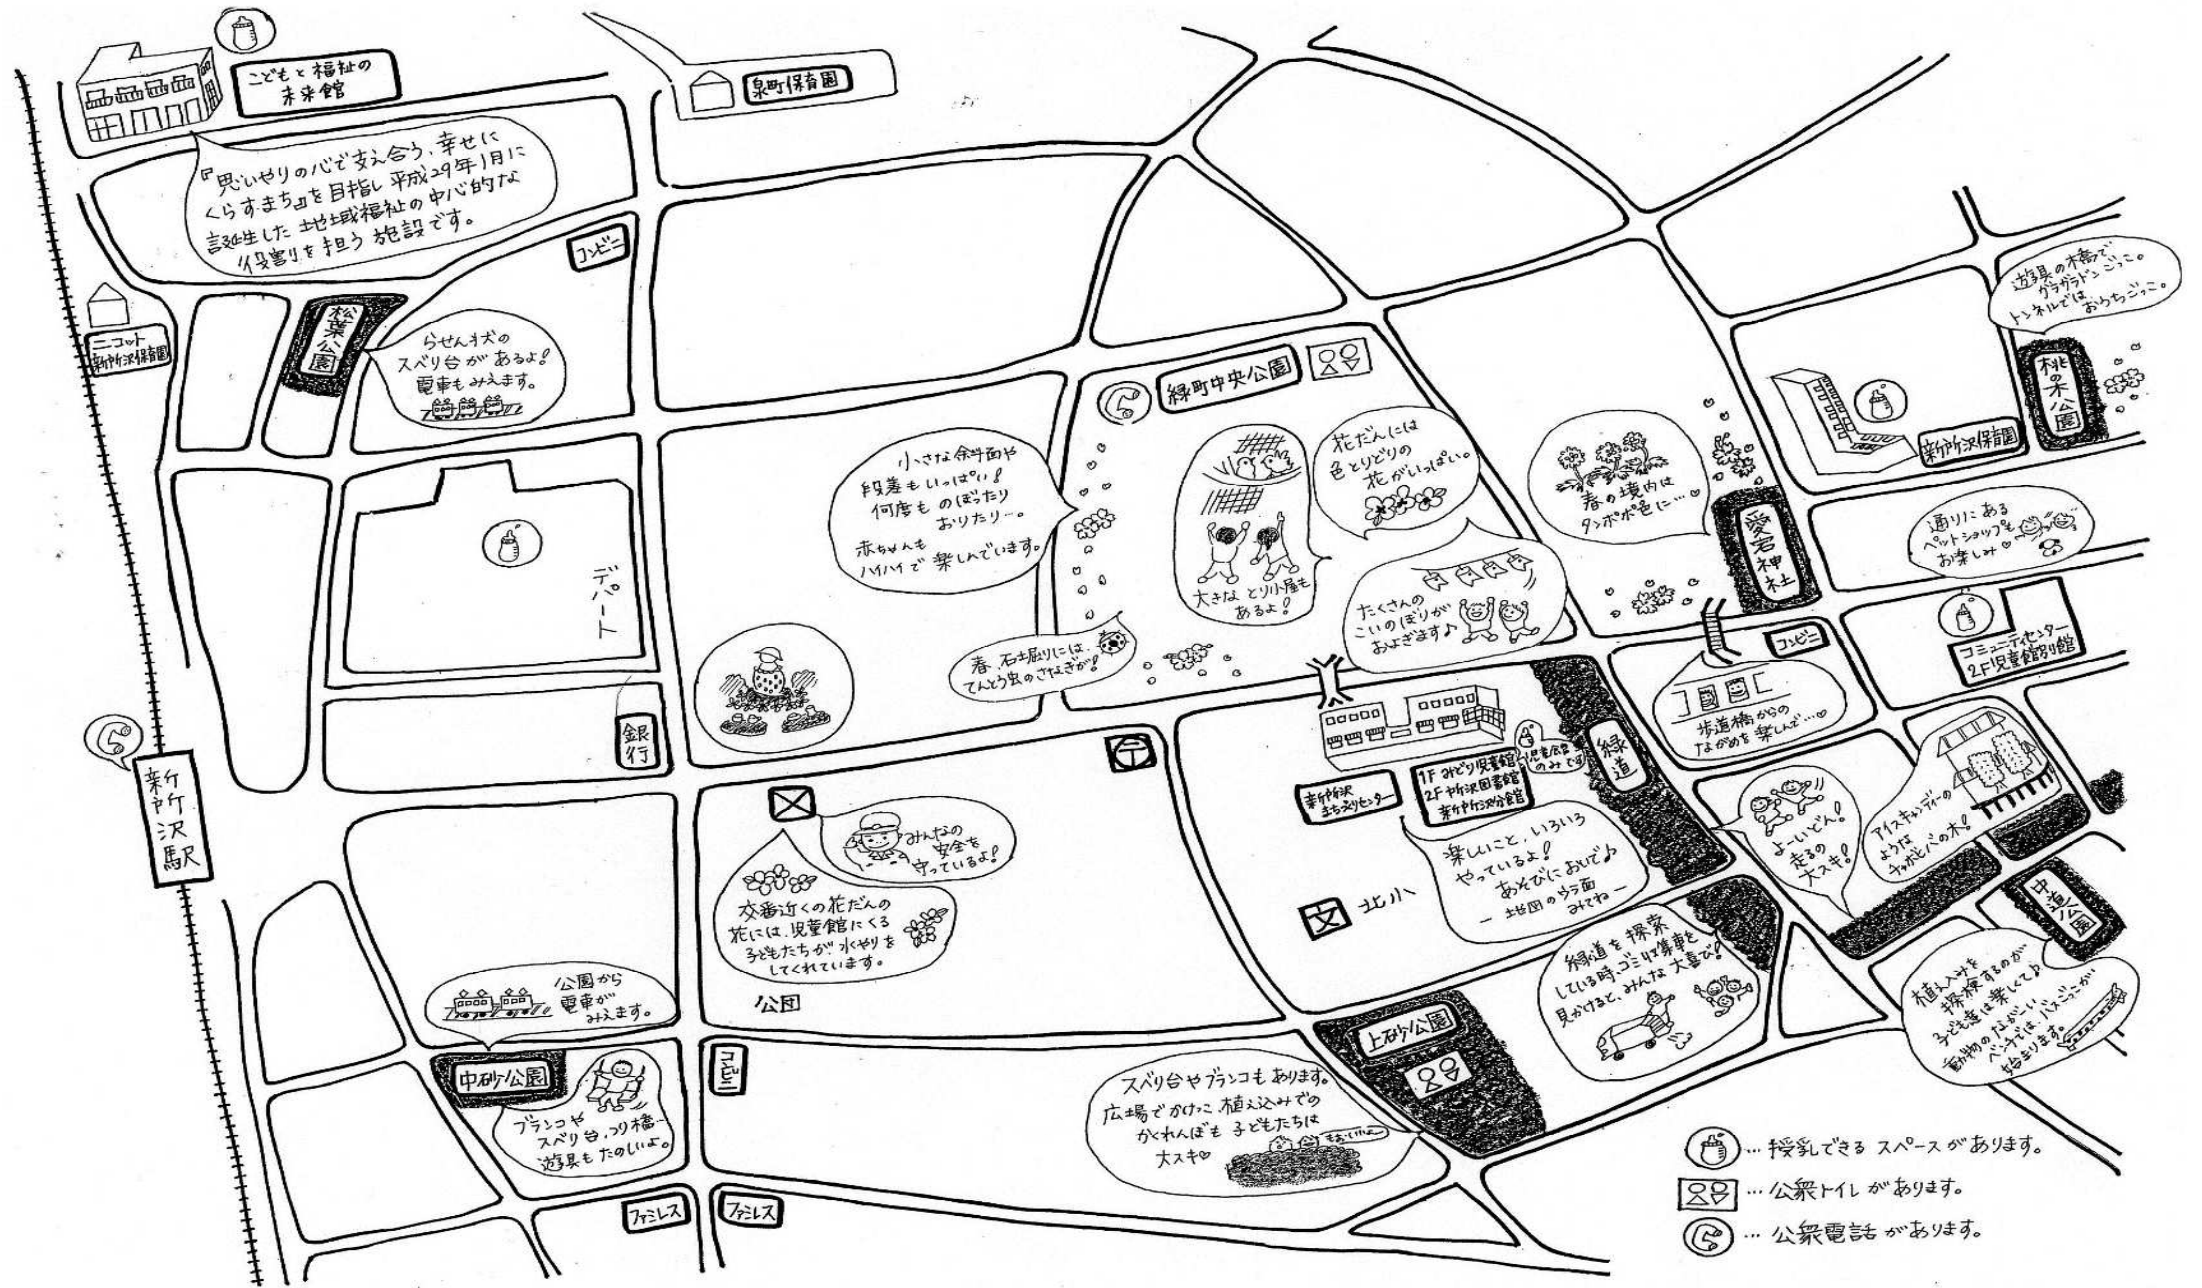 こどもと福祉の
未来館
『思いやりの心で支え合う、幸せに
くらすまち』を目指し平成29年1月に
誕生した地域福祉の中心的な
役割りを担う施設です。
泉町保育園
コンビニ
ニコット
新所沢保育園
松葉公園
らせん状の
スベリ台があるよ!
電車もみえます。
デパート
銀行
新所沢駅
小さな斜面や
段差もいっぱい!
何度ものぼったり
おりたり…。
赤ちゃんも
ハイハイで楽しんでいます。
緑町中央公園
大きなとり小屋も
あるよ!
花だんには
色とりどりの
花がいっぱい。
たくさんの
こいのぼりが
およぎます♪
春、石土屈りには、
てんとう虫のさなぎが!
春の境内は
タンポポ色に…♡
愛宕神社
遊具の橋で
ガラガラドンごっこ。
トンネルでは
おうちごっこ。
桃の木公園
新所沢保育園
通りにある
ペットショップも
お楽しみ♡
コンビニ
コミュニティセンター
2F児童館別館
歩道橋からの
ながめを楽しんで…♡
緑道
児童館
のみです
新所沢
まちづくりセンター
1F みどり児童館
2F 所沢図書館
新所沢分館
楽しいこと、いろいろ
やっているよ!
あそびにおいで♪
ー 地図のウラ面
みてね ー
文 北小
〒
みんなの
安全を
守っているよ!
交番近くの花だんの
花には、児童館にくる
子どもたちが水やりを
してくれています。
公団
よーいどん!
走るの
大スキ!
アイスキャンディーの
ような
チャボヒバの木!
中道公園
植え込みを
探検するのが
子ども達は楽しくて♪
動物のながーい
ベンチでは、バスごっこが
始まります。
緑道を探索
している時、ゴミ収集車を
見かけると、みんな大喜び!
上砂公園
スベリ台やブランコもあります。
広場でかけっこ、植え込みでの
かくれんぼも子どもたちは
大スキ♡
もういいよー
公園から
電車が
みえます。
中砂公園
ブランコや
スベリ台、つり橋…
遊具もたのしいよ。
コンビニ
ファミレス
ファミレス
…授乳できるスペースがあります。
…公衆トイレがあります。
…公衆電話があります。